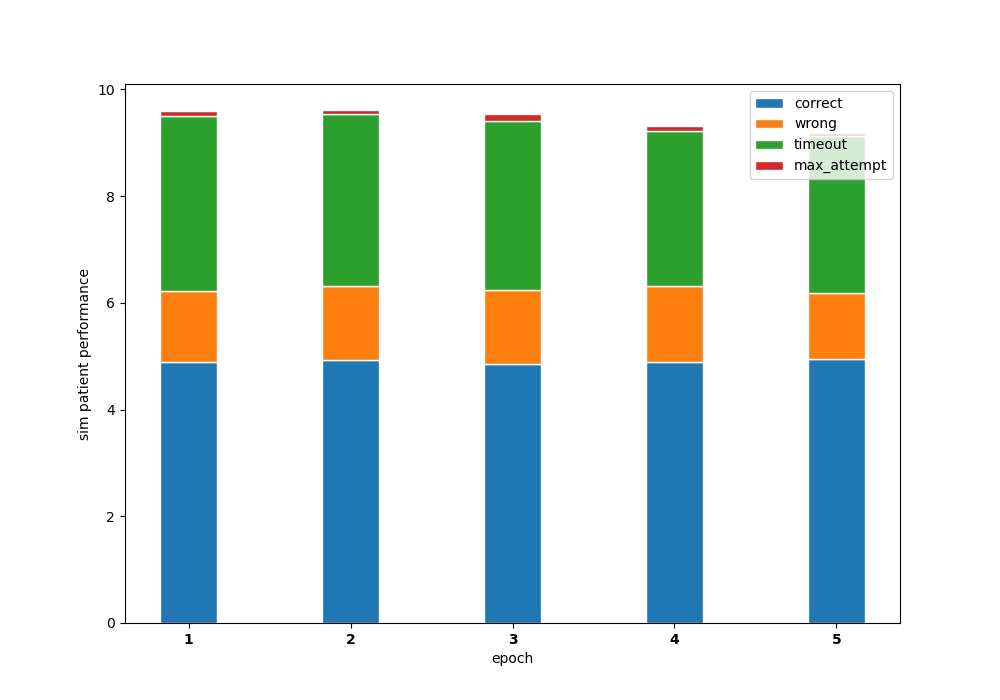 10
8
6
4
2
0
sim patient performance
correct
wrong
timeout
max_attempt
1 2 3 4 5
epoch